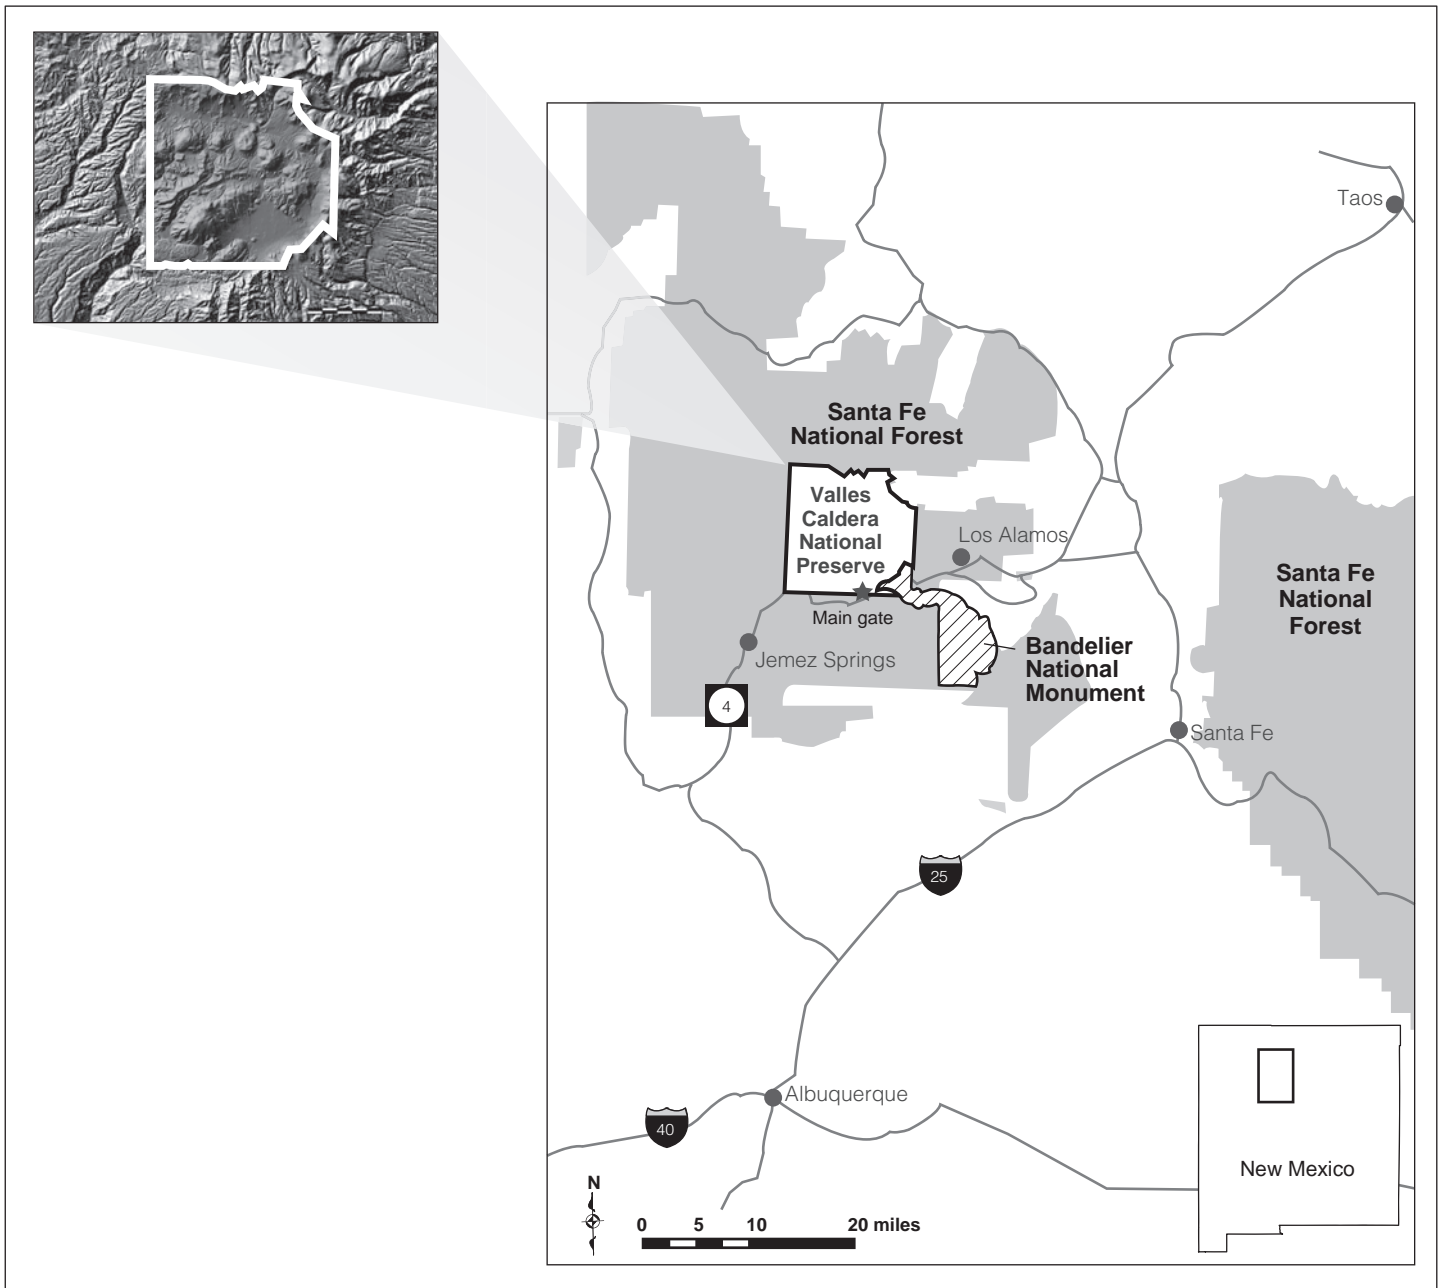 Taos
Santa Fe
National Forest
Valles
Caldera
National
Preserve
Los Alamos
Santa Fe
National
Forest
Main gate
Jemez Springs
Bandelier
National
Monument
4
Santa Fe
25
Albuquerque
40
New Mexico
N
0 5 10 20 miles